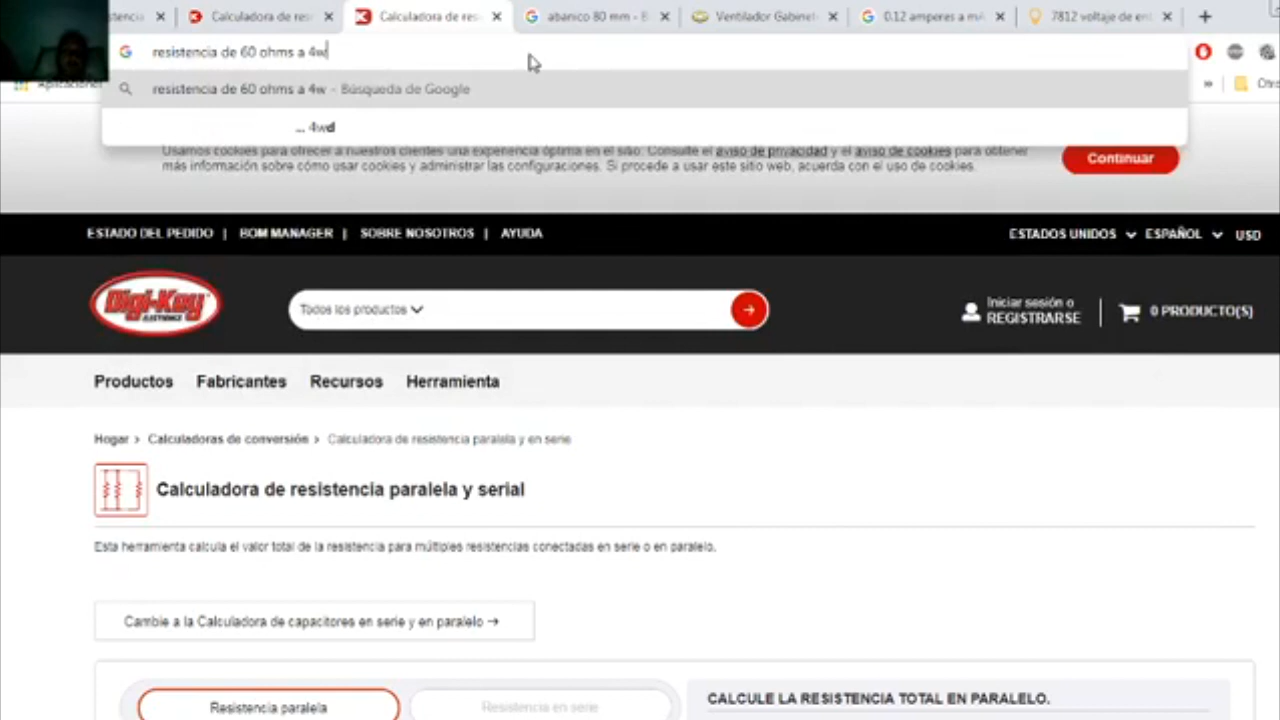 stencia
Calculadora de res
Calculadora de res
abanico 80 mm - B
Ventilador Gabinet
0.12 amperes a mA
7812 voltaje de ent
resistencia de 60 ohms a 4w
resistencia de 60 ohms a 4w - Búsqueda de Google
... 4wd
Aplicaciones
Otro
Usamos cookies para ofrecer a nuestros clientes una experiencia óptima en el sitio. Consulte el aviso de privacidad y el aviso de cookies para obtener
más información sobre cómo usar cookies y administrar las configuraciones. Si procede a usar este sitio web, acuerda con el uso de cookies.
Continuar
ESTADO DEL PEDIDO | BOM MANAGER | SOBRE NOSOTROS | AYUDA
ESTADOS UNIDOS ESPAÑOL USD
Digi-Key
ELECTRONICS
Todos los productos
Iniciar sesión o
REGISTRARSE
0 PRODUCTO(S)
Productos Fabricantes Recursos Herramienta
Hogar > Calculadoras de conversión > Calculadora de resistencia paralela y en serie
Calculadora de resistencia paralela y serial
Esta herramienta calcula el valor total de la resistencia para múltiples resistencias conectadas en serie o en paralelo.
Cambie a la Calculadora de capacitores en serie y en paralelo →
Resistencia paralela
Resistencia en serie
CALCULE LA RESISTENCIA TOTAL EN PARALELO.